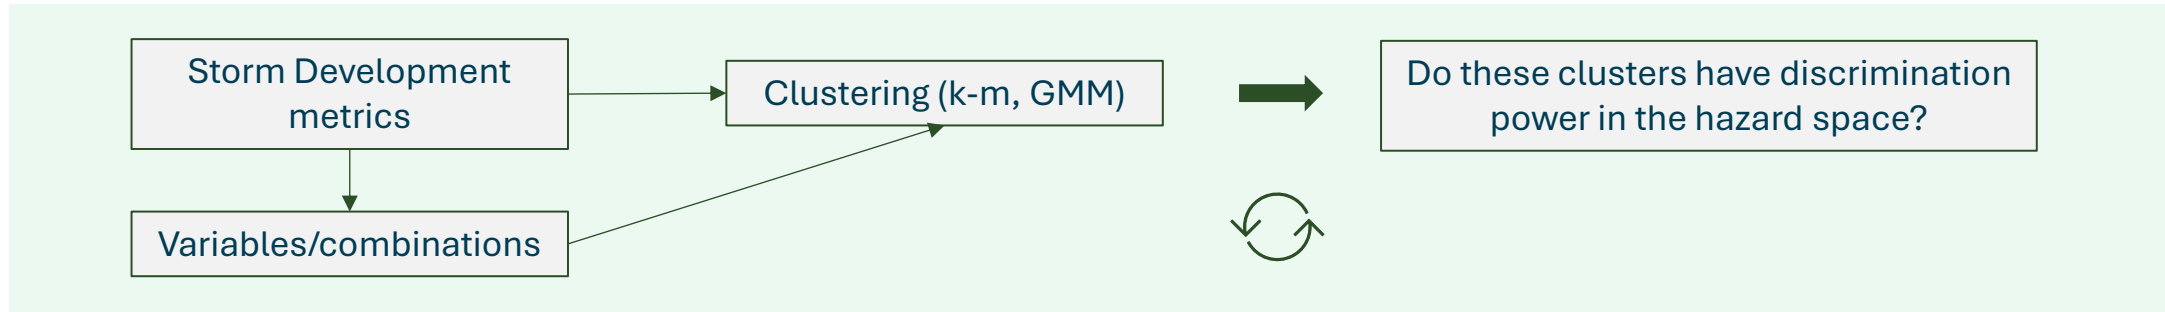 Storm Development
metrics
Clustering (k-m, GMM)
Do these clusters have discrimination
power in the hazard space?
Variables/combinations